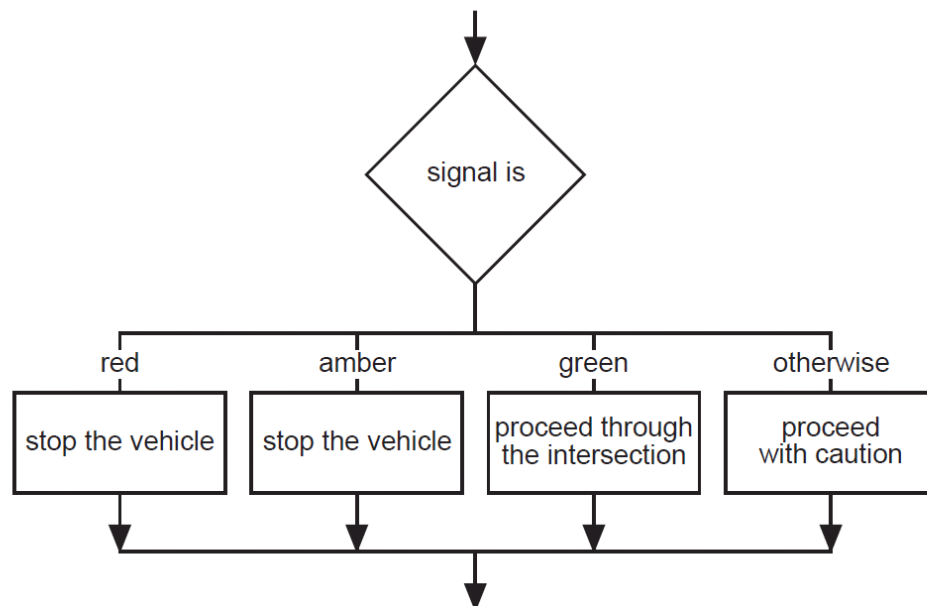 signal is
red
amber
green
otherwise
stop the vehicle
stop the vehicle
proceed through
the intersection
proceed
with caution